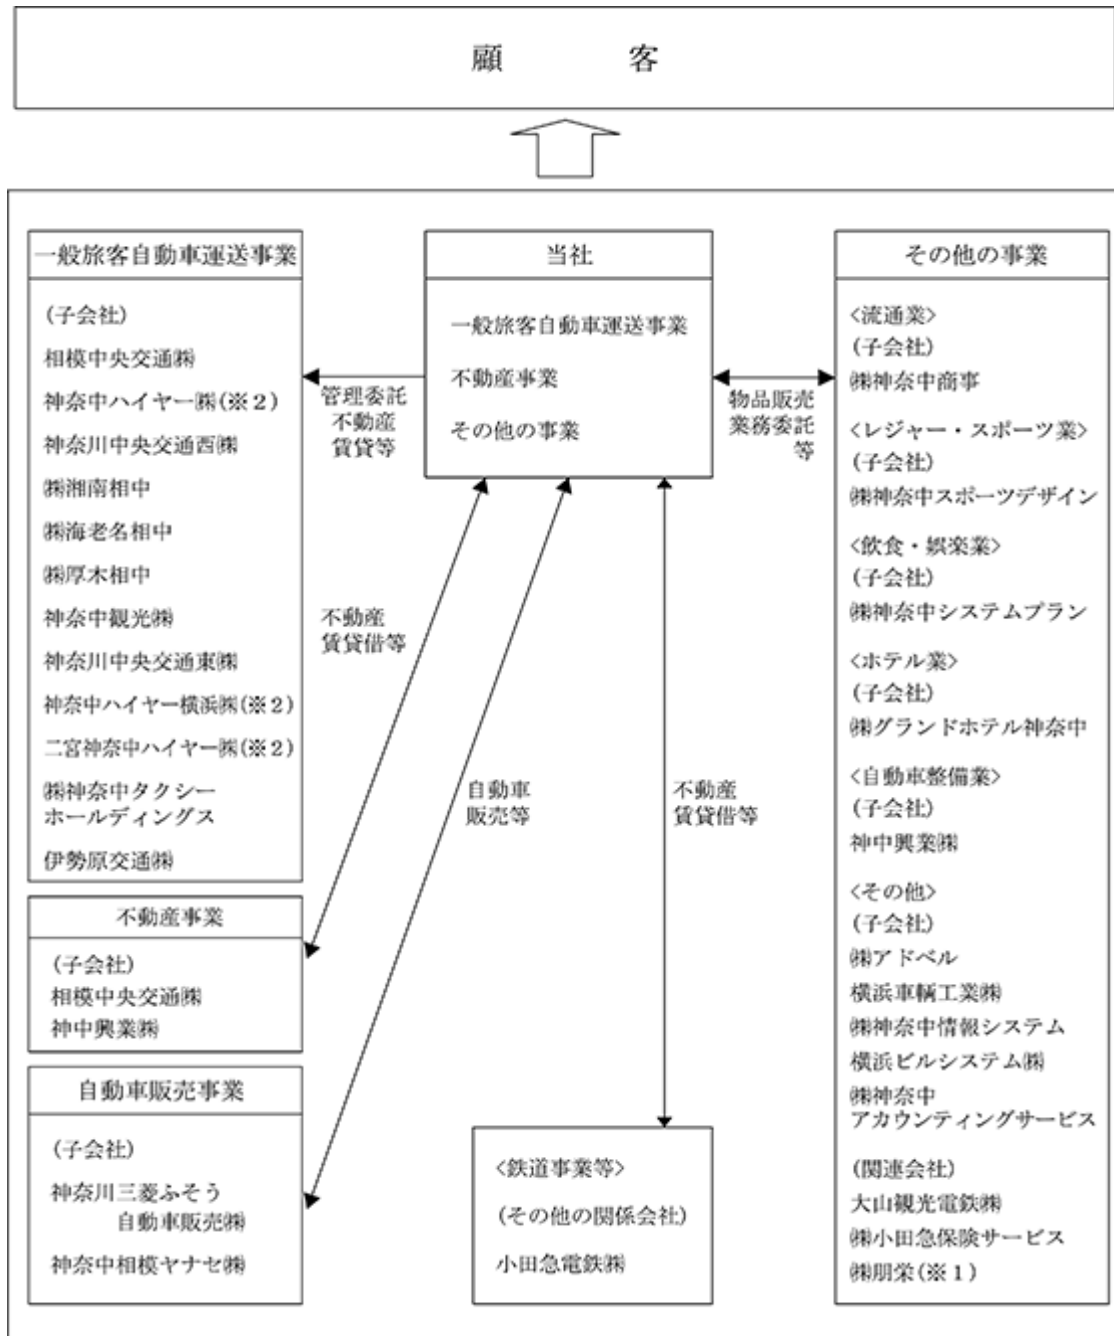 顧客
一般旅客自動車運送事業
(子会社)
相模中央交通㈱
神奈中ハイヤー㈱(※2)
神奈川中央交通西㈱
㈱湘南相中
㈱海老名相中
㈱厚木相中
神奈中観光㈱
神奈川中央交通東㈱
神奈中ハイヤー横浜㈱(※2)
二宮神奈中ハイヤー㈱(※2)
㈱神奈中タクシー
ホールディングス
伊勢原交通㈱
不動産事業
(子会社)
相模中央交通㈱
神中興業㈱
自動車販売事業
(子会社)
神奈川三菱ふそう
自動車販売㈱
神奈中相模ヤナセ㈱
管理委託
不動産
賃貸等
不動産
賃貸借等
自動車
販売等
当社
一般旅客自動車運送事業
不動産事業
その他の事業
不動産
賃貸借等
<鉄道事業等>
(その他の関係会社)
小田急電鉄㈱
物品販売
業務委託
等
その他の事業
<流通業>
(子会社)
㈱神奈中商事
<レジャー・スポーツ業>
(子会社)
㈱神奈中スポーツデザイン
<飲食・娯楽業>
(子会社)
㈱神奈中システムプラン
<ホテル業>
(子会社)
㈱グランドホテル神奈中
<自動車整備業>
(子会社)
神中興業㈱
<その他>
(子会社)
㈱アドベル
横浜車輌工業㈱
㈱神奈中情報システム
横浜ビルシステム㈱
㈱神奈中
アカウンティングサービス
(関連会社)
大山観光電鉄㈱
㈱小田急保険サービス
㈱朋栄(※1)